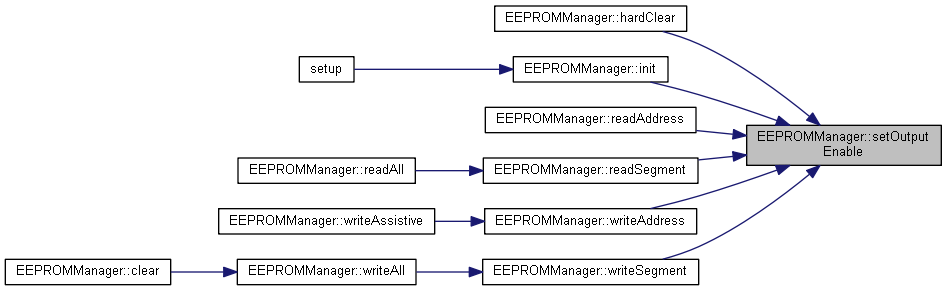 EEPROMManager::hardClear
setup
EEPROMManager::init
EEPROMManager::readAddress
EEPROMManager::setOutput
Enable
EEPROMManager::readAll
EEPROMManager::readSegment
EEPROMManager::writeAssistive
EEPROMManager::writeAddress
EEPROMManager::clear
EEPROMManager::writeAll
EEPROMManager::writeSegment